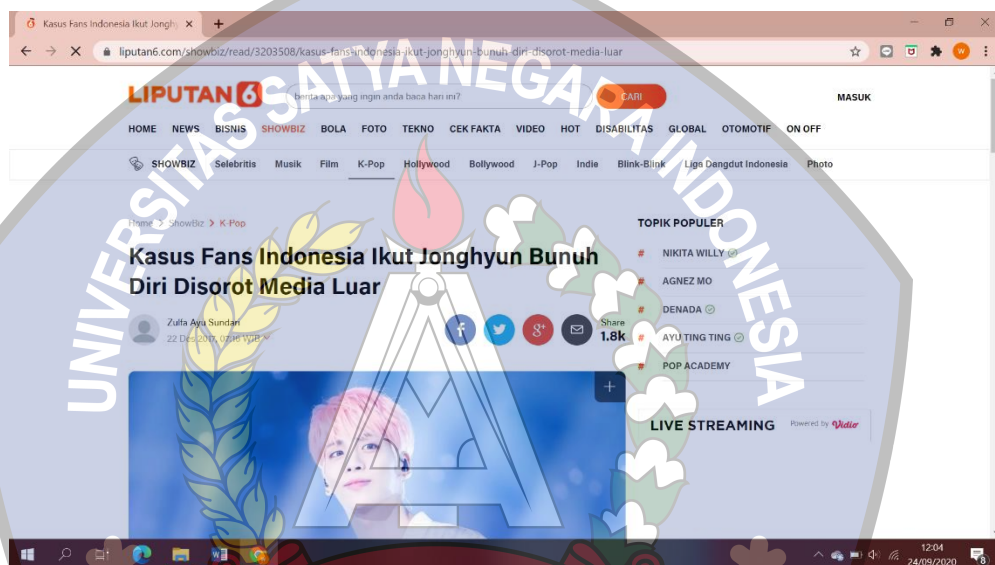 Kasus Fans Indonesia Ikut Jongh
liputan6.com/showbiz/read/3203508/kasus-fans-indonesia-ikut-jonghyun-bunuh-diri-disorot-media-luar
LIPUTAN 6
berita apa yang ingin anda baca hari ini?
CARI
MASUK
HOME NEWS BISNIS SHOWBIZ BOLA FOTO TEKNO CEK FAKTA VIDEO HOT DISABILITAS GLOBAL OTOMOTIF ON OFF
SHOWBIZ Selebritis Musik Film K-Pop Hollywood Bollywood J-Pop Indie Blink-Blink Liga Dangdut Indonesia Photo
Home > ShowBiz > K-Pop
Kasus Fans Indonesia Ikut Jonghyun Bunuh
Diri Disorot Media Luar
Zulfa Ayu Sundari
22 Des 2017, 07:16 WIB
Share
1.8k
TOPIK POPULER
# NIKITA WILLY
# AGNEZ MO
# DENADA
# AYU TING TING
# POP ACADEMY
LIVE STREAMING
Powered by Vidio
UNIVERSITAS SATYA NEGARA INDONESIA
12:04
24/09/2020
8